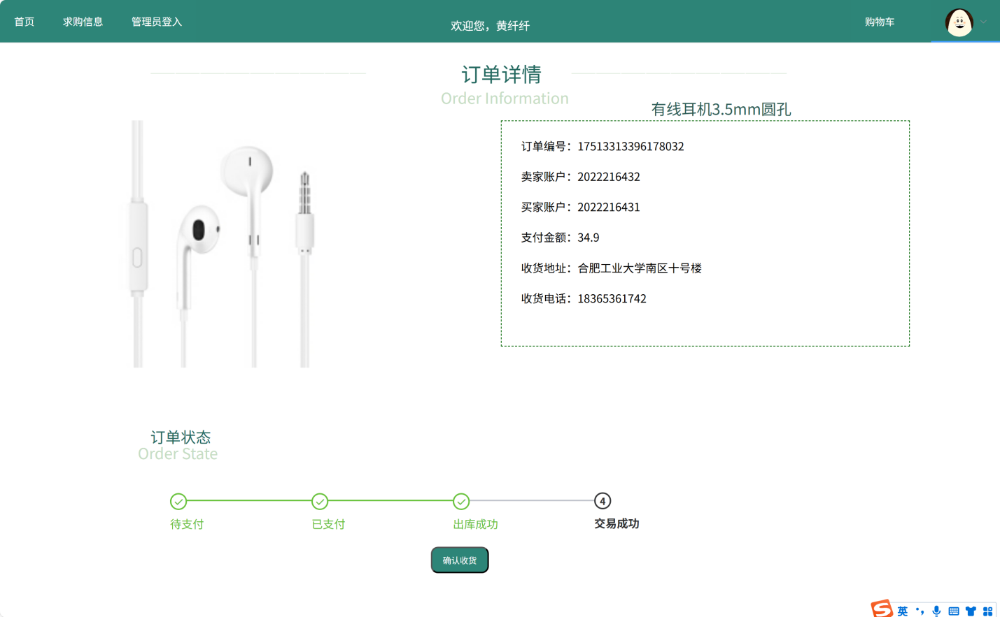 首页 求购信息 管理员登入 欢迎您，黄纤纤 购物车
订单详情
Order Information
有线耳机3.5mm圆孔
订单编号：17513313396178032
卖家账户：2022216432
买家账户：2022216431
支付金额：34.9
收货地址：合肥工业大学南区十号楼
收货电话：18365361742
订单状态
Order State
4
待支付 已支付 出库成功 交易成功
确认收货
S 英